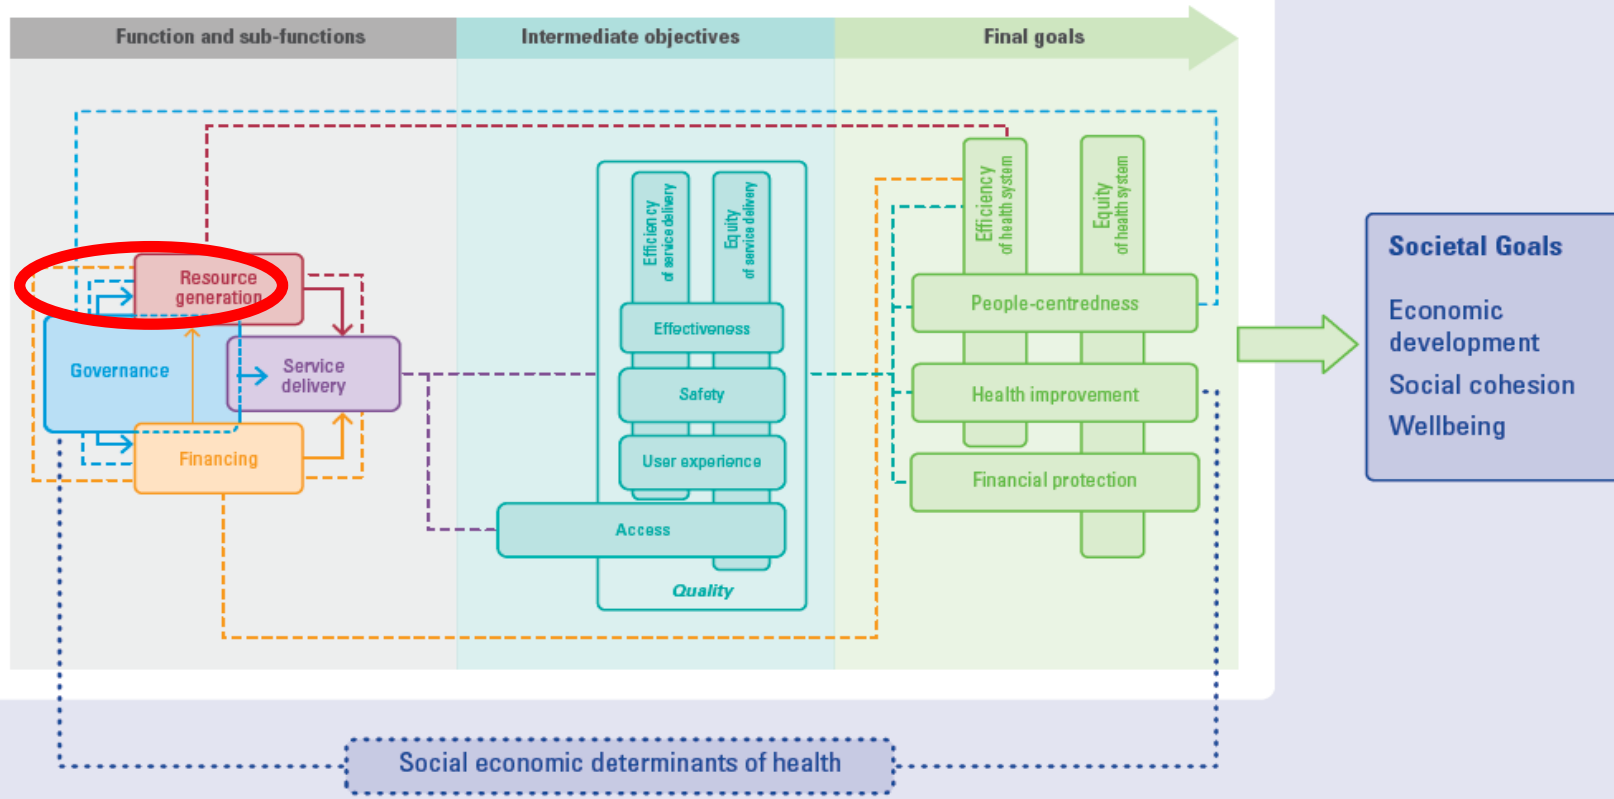 Function and sub-functions
Intermediate objectives
Final goals
Resource
generation
Governance
Service
delivery
Financing
Efficiency
of service delivery
Equity
of service delivery
Effectiveness
Safety
User experience
Access
Quality
Efficiency
of health system
Equity
of health system
People-centredness
Health improvement
Financial protection
Societal Goals
Economic
development
Social cohesion
Wellbeing
Social economic determinants of health